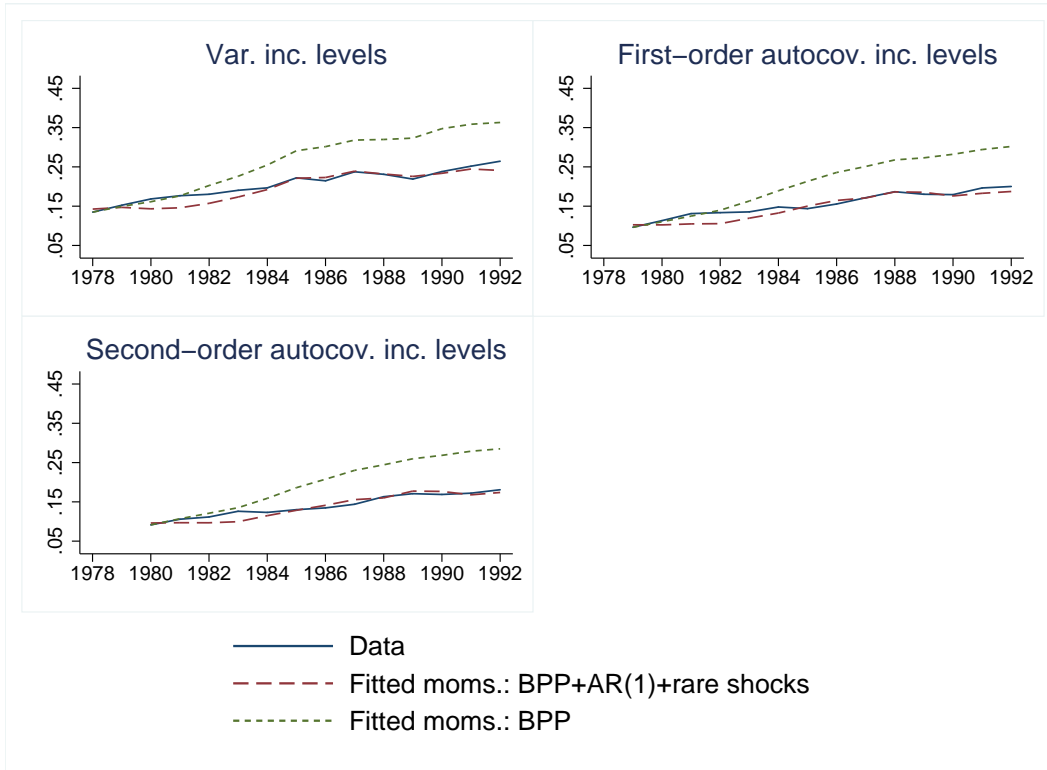 Var. inc. levels
.05 .15 .25 .35 .45
1978 1980 1982 1984 1986 1988 1990 1992
First−order autocov. inc. levels
.05 .15 .25 .35 .45
1978 1980 1982 1984 1986 1988 1990 1992
Second−order autocov. inc. levels
.05 .15 .25 .35 .45
1978 1980 1982 1984 1986 1988 1990 1992
Data
Fitted moms.: BPP+AR(1)+rare shocks
Fitted moms.: BPP